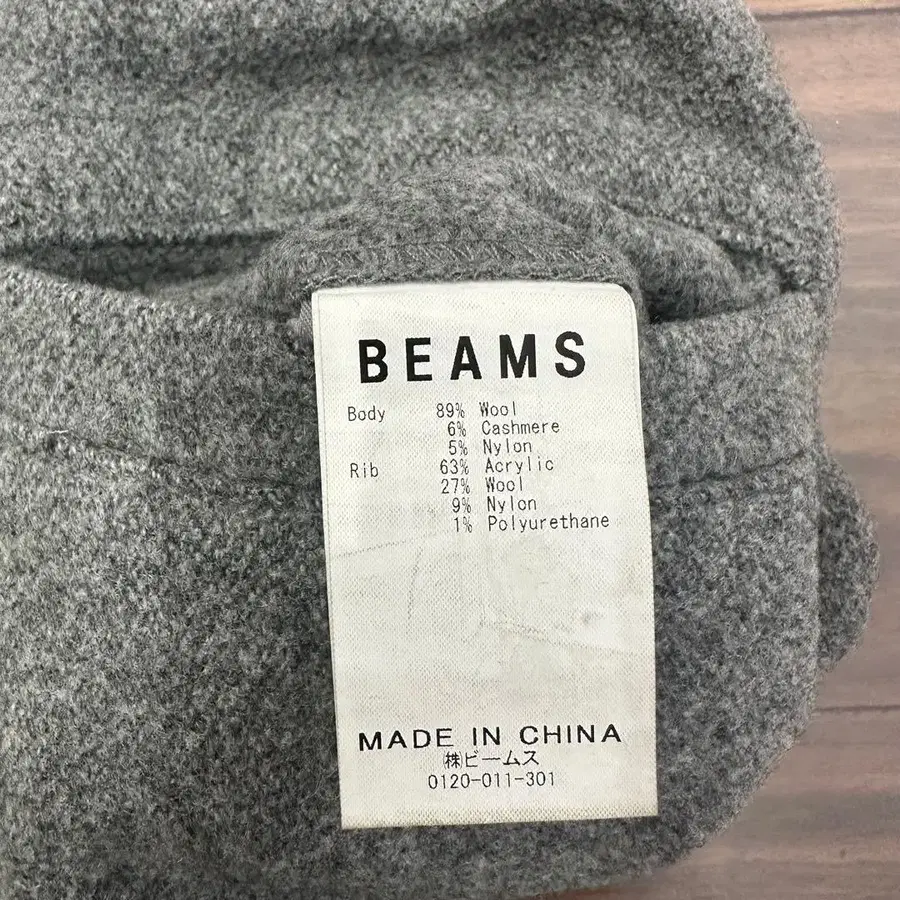 BEAMS
Body 89% Wool
6% Cashmere
5% Nylon
Rib 63% Acrylic
27% Wool
9% Nylon
1% Polyurethane
MADE IN CHINA
㈱ビームス
0120-011-301